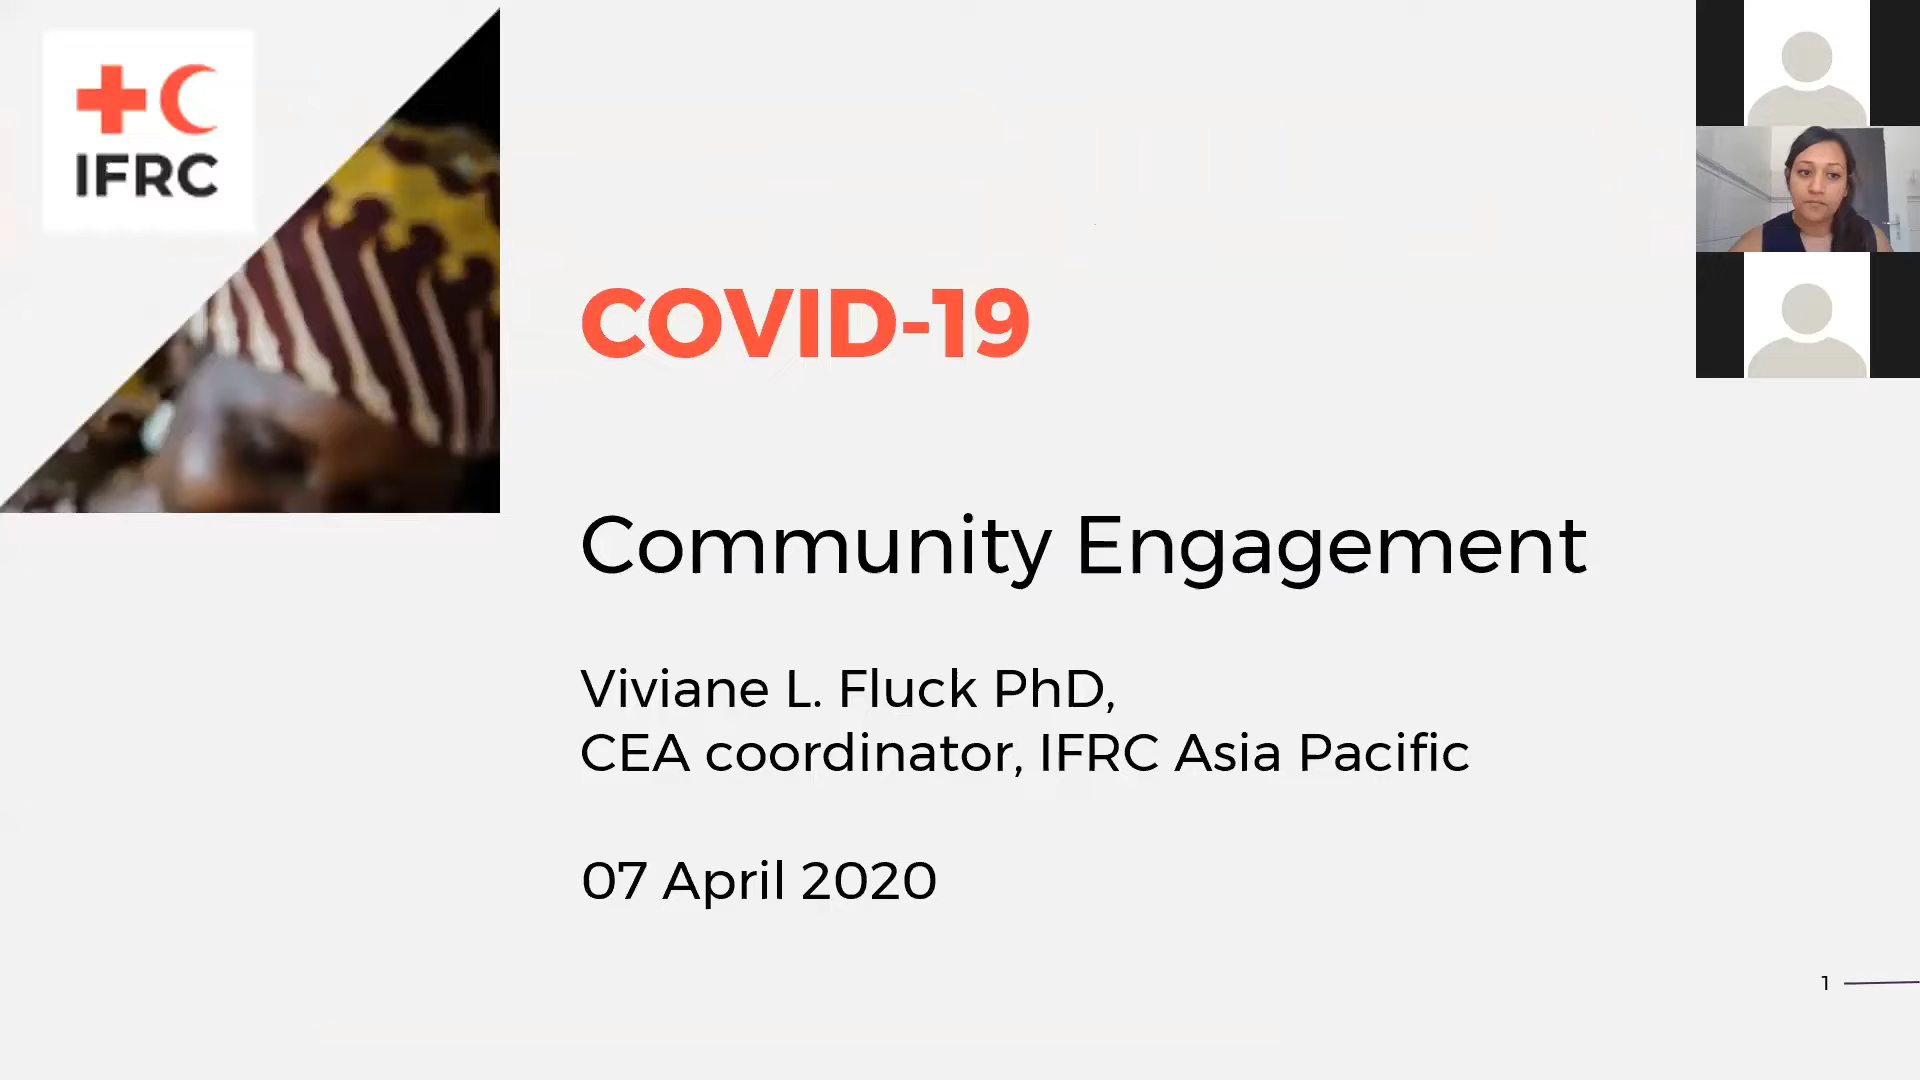 IFRC
COVID-19
Community Engagement
Viviane L. Fluck PhD,
CEA coordinator, IFRC Asia Pacific
07 April 2020
1